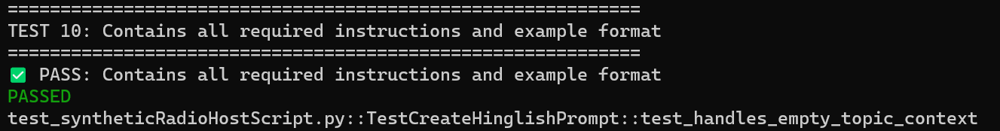 ============================================================
TEST 10: Contains all required instructions and example format
============================================================
✅ PASS: Contains all required instructions and example format
PASSED
test_syntheticRadioHostScript.py::TestCreateHinglishPrompt::test_handles_empty_topic_context